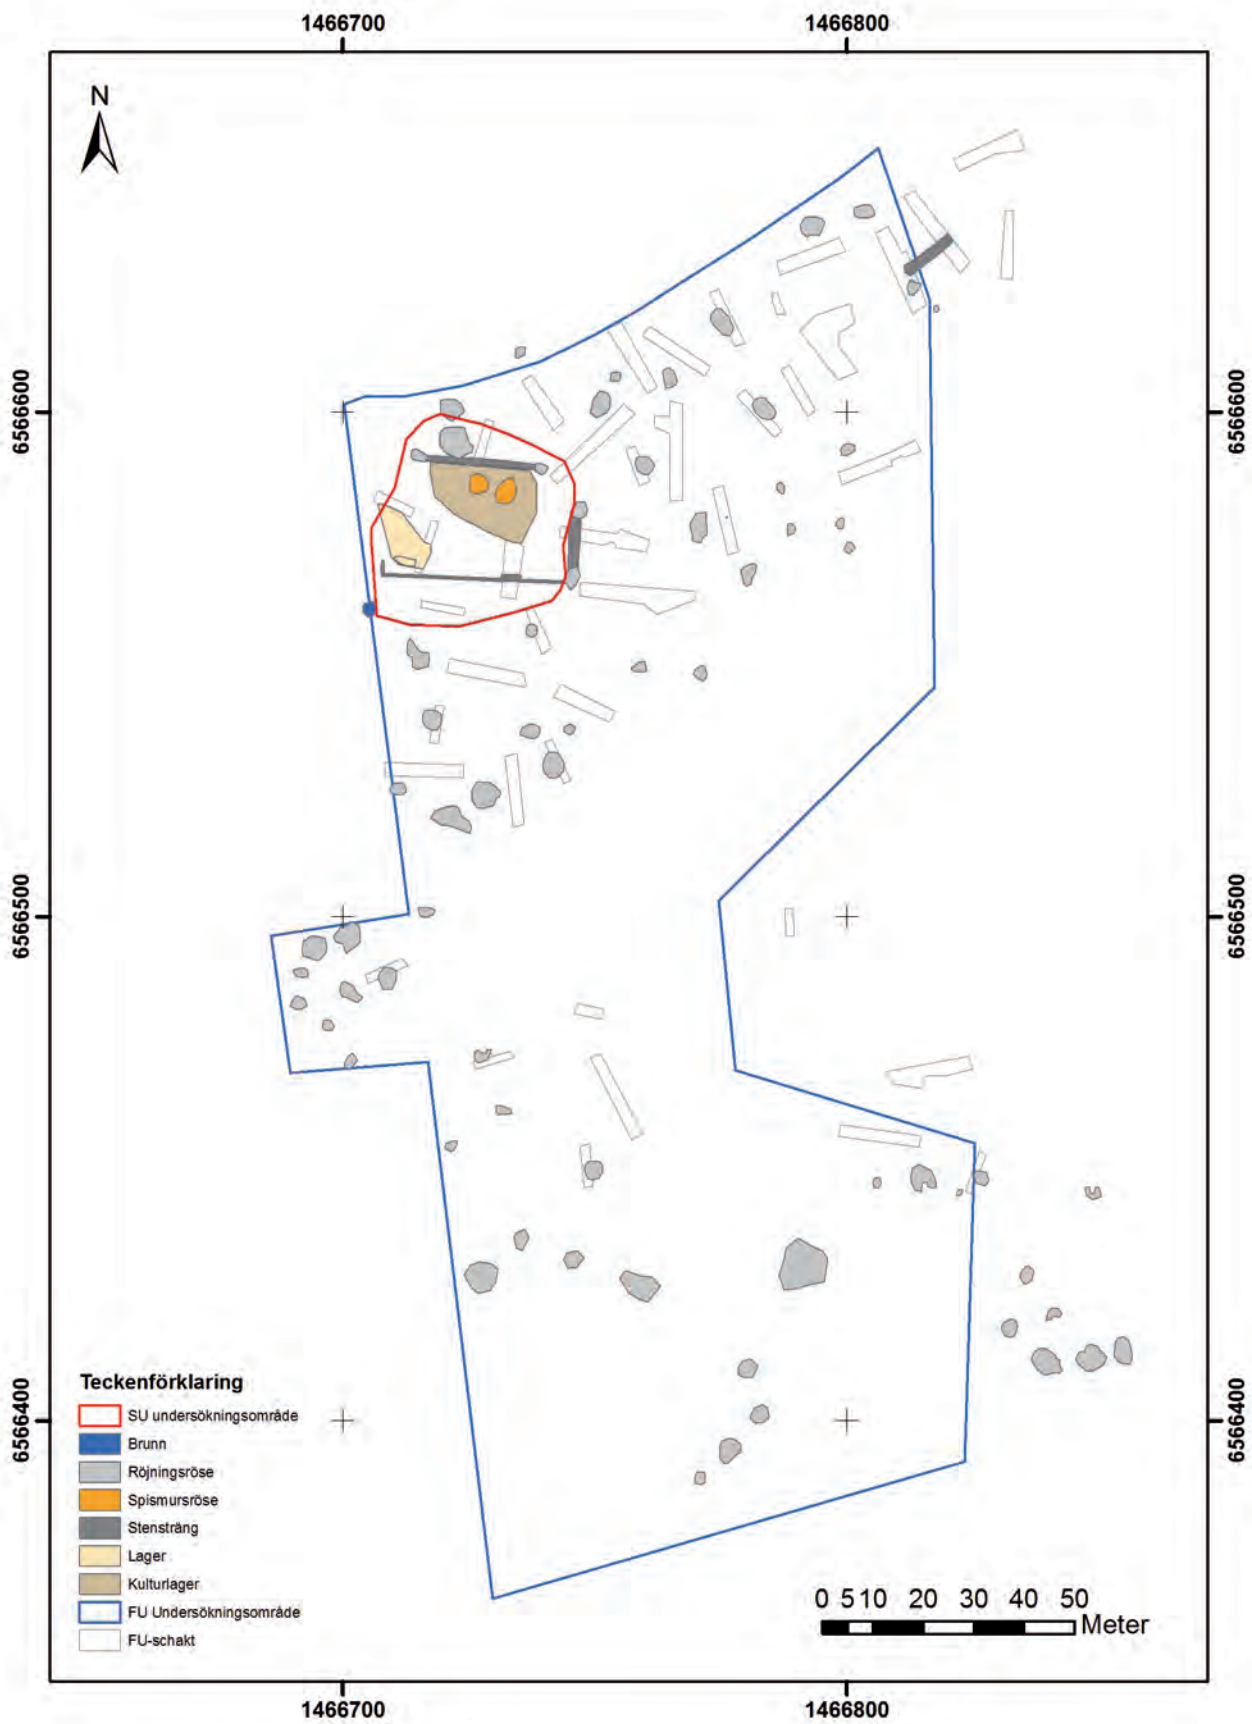 1466700 1466800
N
6566600 6566600
6566500 6566500
6566400 6566400
Teckenförklaring
SU undersökningsområde
Brunn
Röjningsröse
Spismursröse
Stensträng
Lager
Kulturlager
FU Undersökningsområde
FU-schakt
0 5 10 20 30 40 50
Meter
1466700 1466800